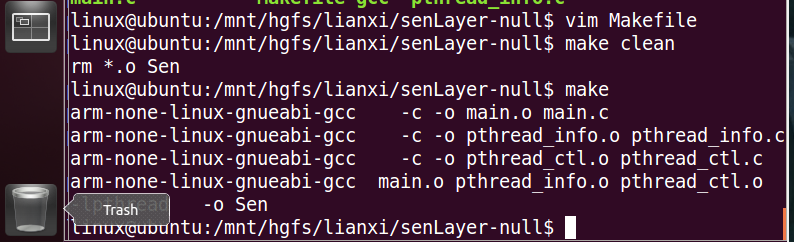 main.c Makefile-gcc pthread_info.c
linux@ubuntu:/mnt/hgfs/lianxi/senLayer-null$ vim Makefile
linux@ubuntu:/mnt/hgfs/lianxi/senLayer-null$ make clean
rm *.o Sen
linux@ubuntu:/mnt/hgfs/lianxi/senLayer-null$ make
arm-none-linux-gnueabi-gcc    -c -o main.o main.c
arm-none-linux-gnueabi-gcc    -c -o pthread_info.o pthread_info.c
arm-none-linux-gnueabi-gcc    -c -o pthread_ctl.o pthread_ctl.c
arm-none-linux-gnueabi-gcc  main.o pthread_info.o pthread_ctl.o
-lpthread   -o Sen
Trash
linux@ubuntu:/mnt/hgfs/lianxi/senLayer-null$